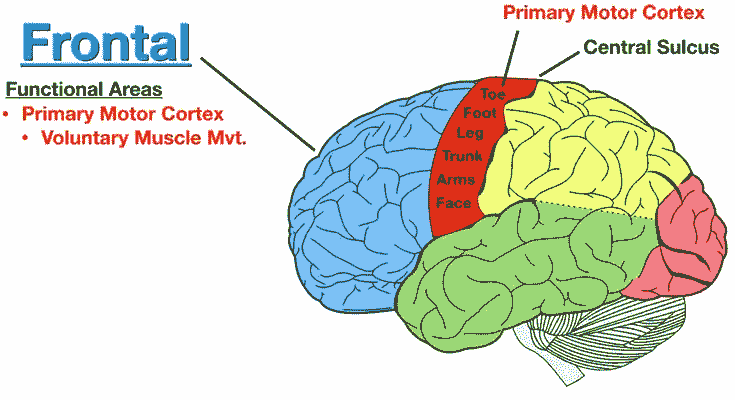 Frontal
Functional Areas
• Primary Motor Cortex
• Voluntary Muscle Mvt.
Primary Motor Cortex
Central Sulcus
Toe
Foot
Leg
Trunk
Arms
Face